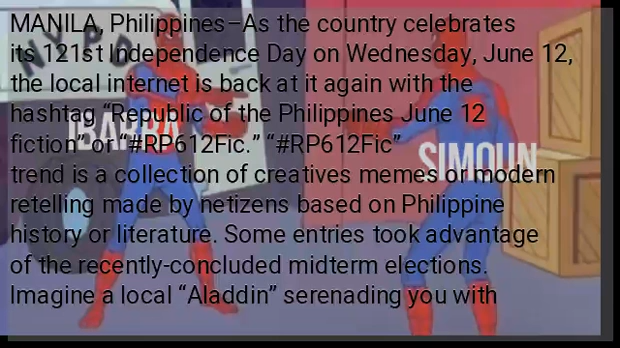 MANILA, Philippines–As the country celebrates
its 121st Independence Day on Wednesday, June 12,
the local internet is back at it again with the
hashtag “Republic of the Philippines June 12
fiction” or “#RP612Fic.” “#RP612Fic”
trend is a collection of creatives memes or modern
retelling made by netizens based on Philippine
history or literature. Some entries took advantage
of the recently-concluded midterm elections.
Imagine a local “Aladdin” serenading you with
IBARRA
SIMOUN